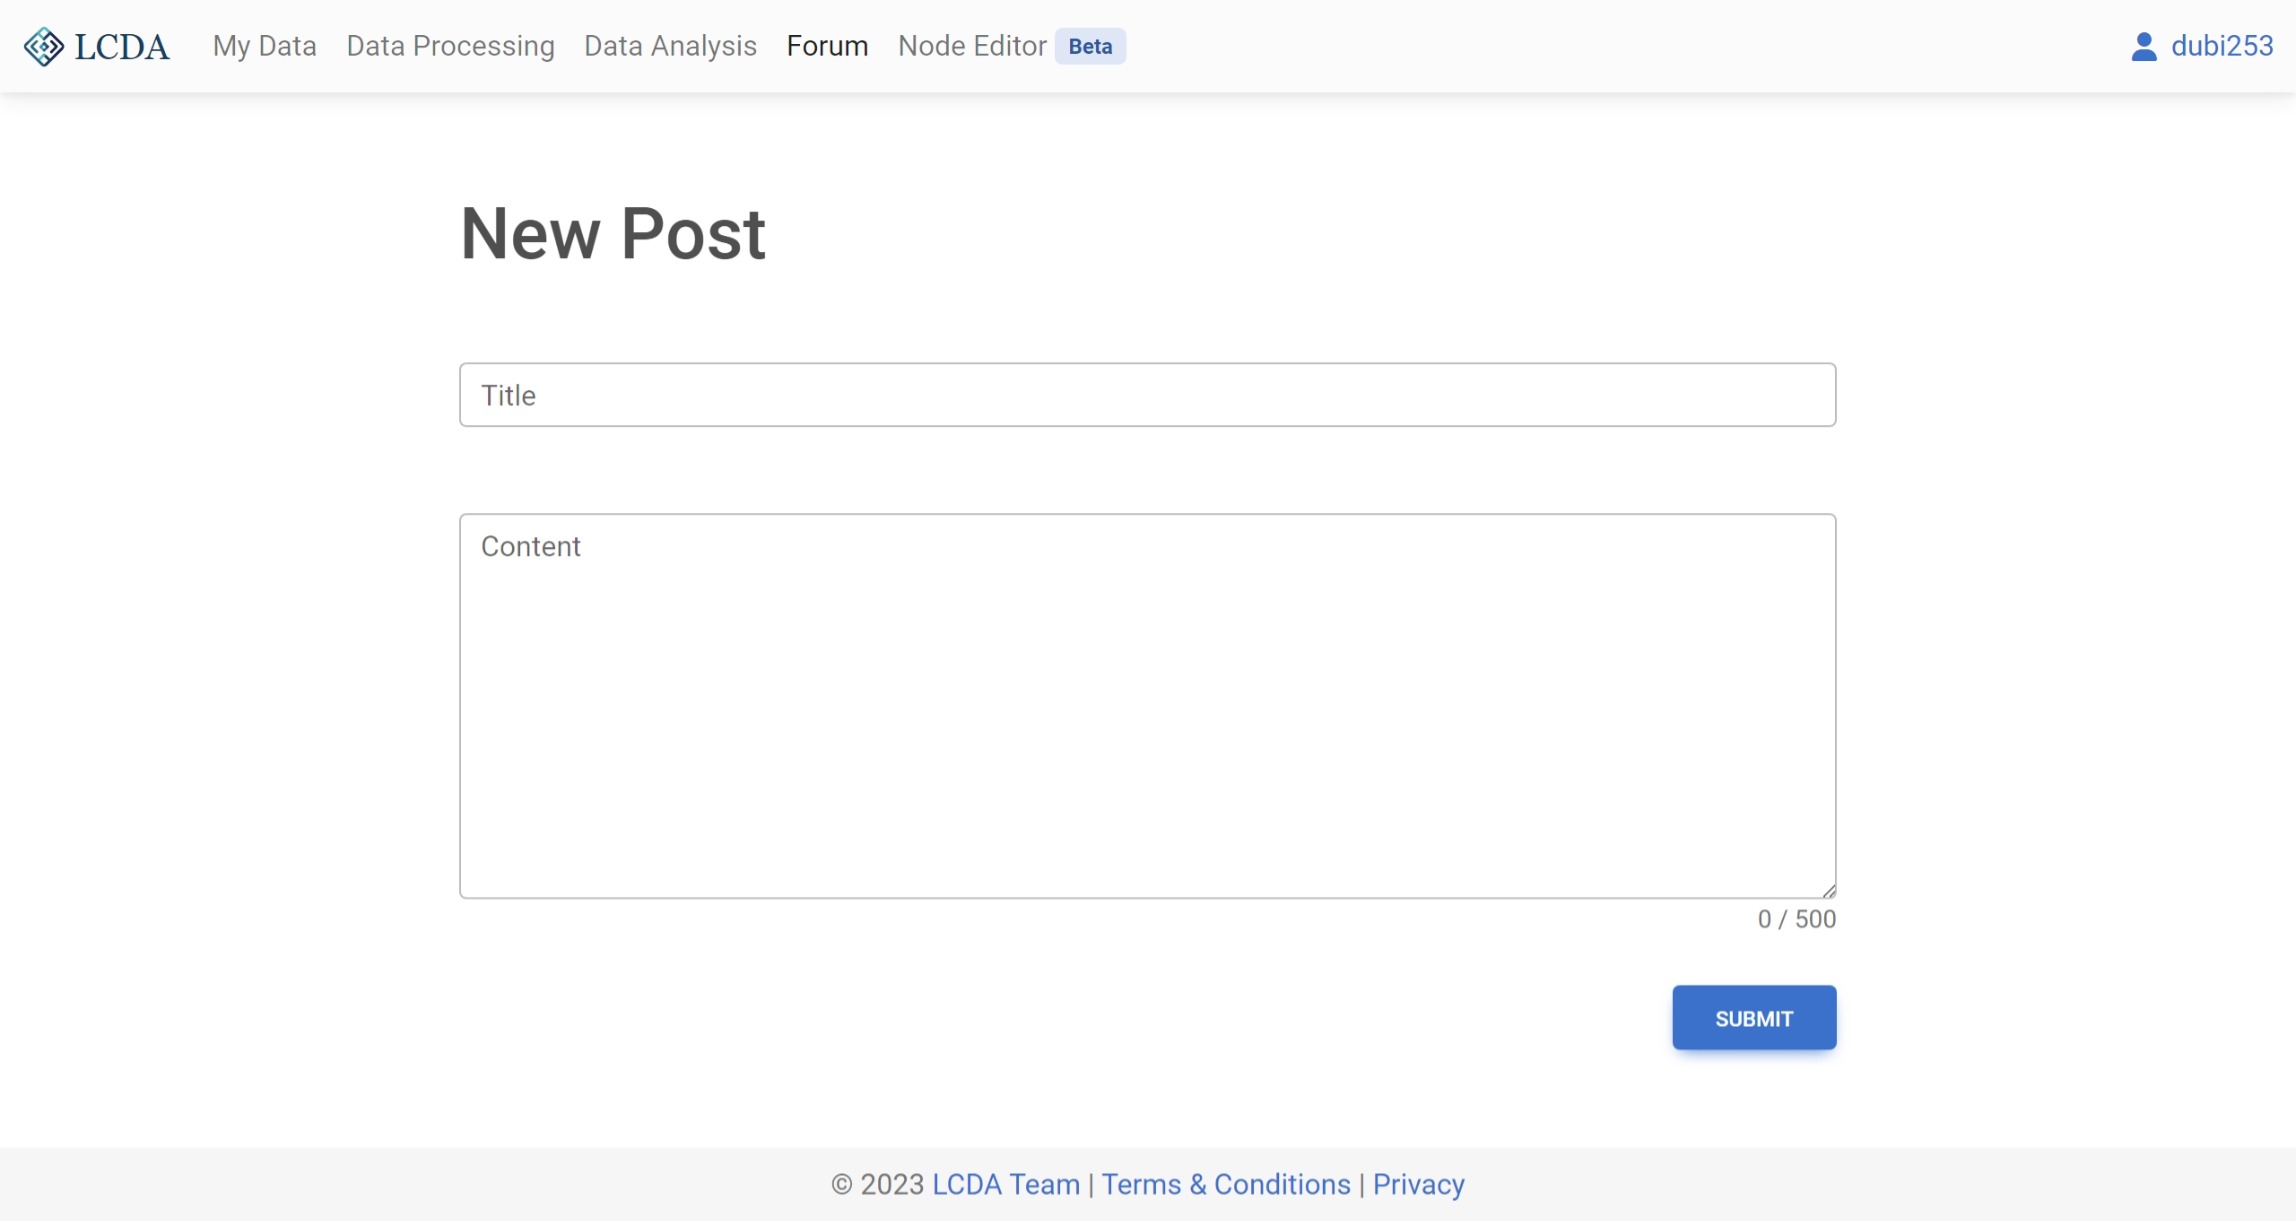 LCDA My Data Data Processing Data Analysis Forum Node Editor Beta dubi253
New Post
Title
Content
0 / 500
SUBMIT
© 2023 LCDA Team | Terms & Conditions | Privacy